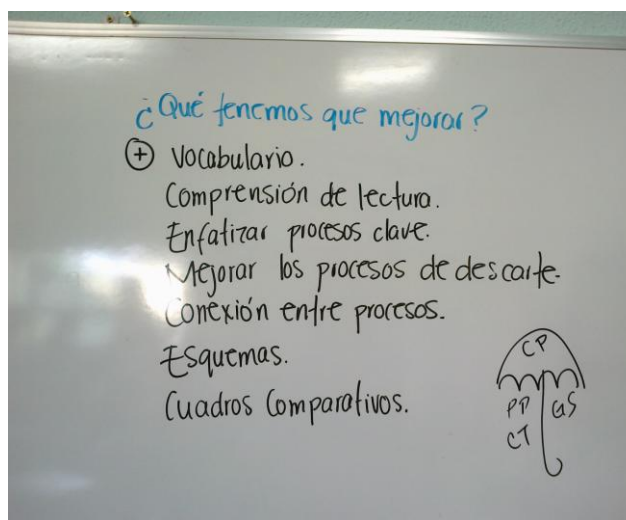 ¿Qué tenemos que mejorar?
⊕ Vocabulario.
Comprensión de lectura.
Enfatizar procesos clave.
Mejorar los procesos de descarte.
Conexión entre procesos.
Esquemas.
Cuadros Comparativos.
CP
PP GS
CT